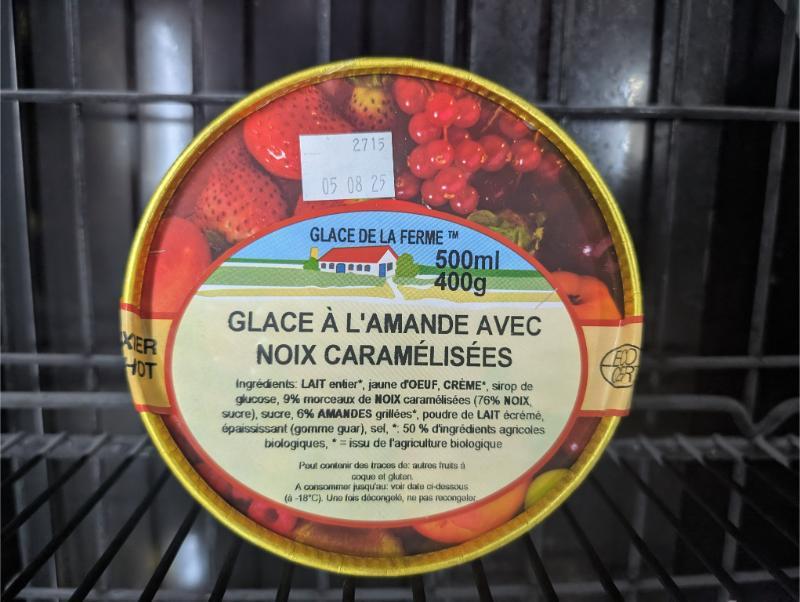 2715
05 08 25
GLACE DE LA FERME ™
500ml
400g
GLACE À L'AMANDE AVEC
NOIX CARAMÉLISÉES
Ingrédients: LAIT entier*, jaune d'OEUF, CRÈME*, sirop de
glucose, 9% morceaux de NOIX caramélisées (76% NOIX,
sucre), sucre, 6% AMANDES grillées*, poudre de LAIT écrémé,
épaississant (gomme guar), sel, *: 50 % d'ingrédients agricoles
biologiques, * = issu de l'agriculture biologique
Peut contenir des traces de: autres fruits à
coque et gluten.
A consommer jusqu'au: voir date ci-dessous
(à -18°C). Une fois décongelé, ne pas recongeler.
ECO
CERT